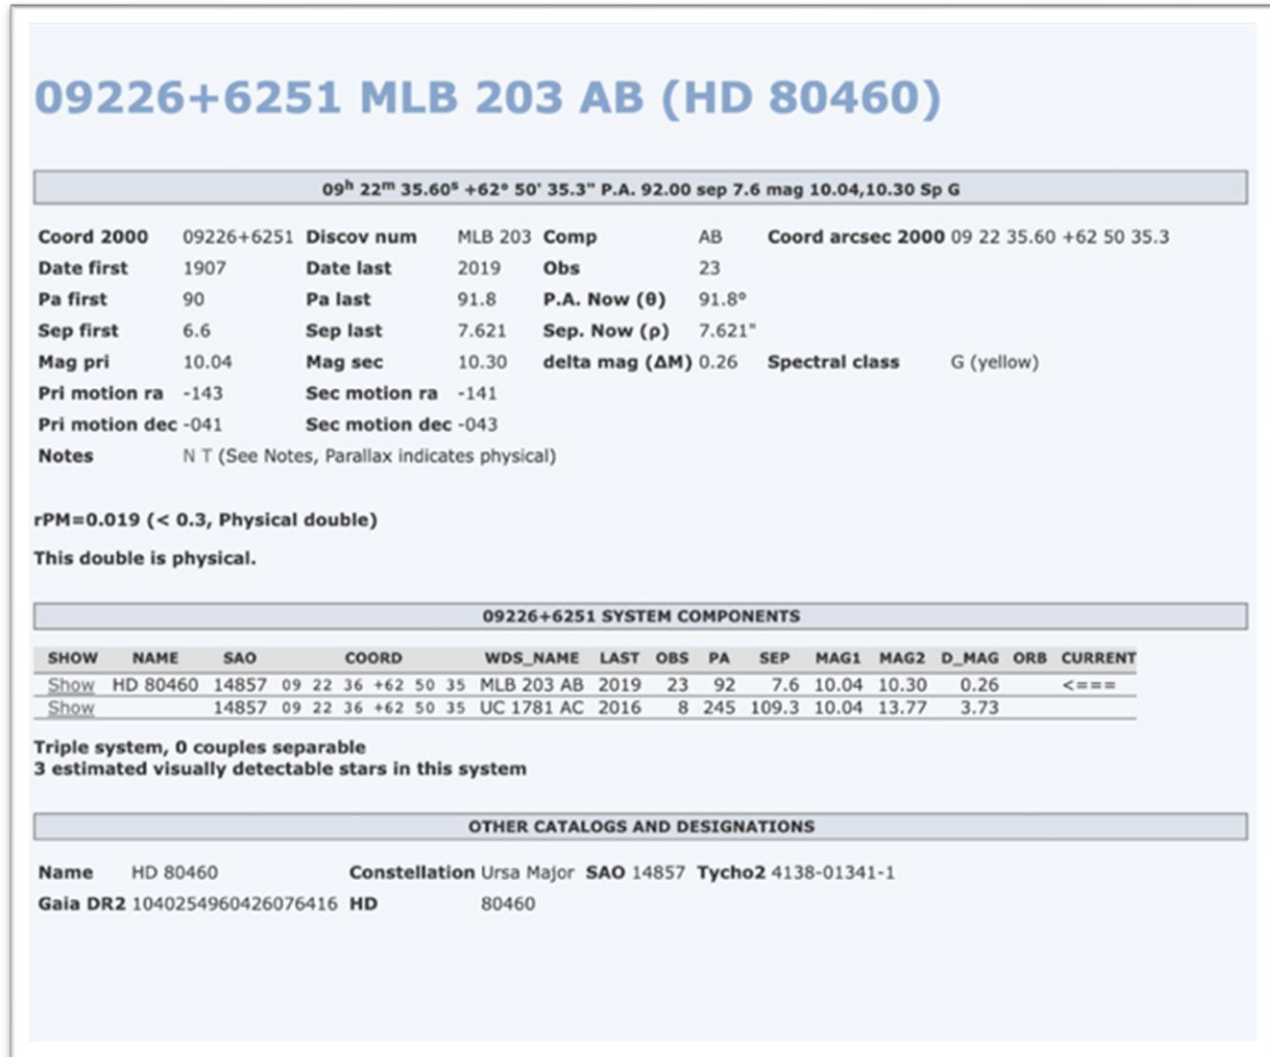 09226+6251 MLB 203 AB (HD 80460)
09h 22m 35.60s +62° 50' 35.3" P.A. 92.00 sep 7.6 mag 10.04,10.30 Sp G
Coord 2000 09226+6251 Discov num MLB 203 Comp AB Coord arcsec 2000 09 22 35.60 +62 50 35.3
Date first 1907 Date last 2019 Obs 23
Pa first 90 Pa last 91.8 P.A. Now (θ) 91.8°
Sep first 6.6 Sep last 7.621 Sep. Now (ρ) 7.621"
Mag pri 10.04 Mag sec 10.30 delta mag (ΔM) 0.26 Spectral class G (yellow)
Pri motion ra -143 Sec motion ra -141
Pri motion dec -041 Sec motion dec -043
Notes N T (See Notes, Parallax indicates physical)
rPM=0.019 (< 0.3, Physical double)
This double is physical.
09226+6251 SYSTEM COMPONENTS
SHOW NAME SAO COORD WDS_NAME LAST OBS PA SEP MAG1 MAG2 D_MAG ORB CURRENT
Show HD 80460 14857 09 22 36 +62 50 35 MLB 203 AB 2019 23 92 7.6 10.04 10.30 0.26 <===
Show 14857 09 22 36 +62 50 35 UC 1781 AC 2016 8 245 109.3 10.04 13.77 3.73
Triple system, 0 couples separable
3 estimated visually detectable stars in this system
OTHER CATALOGS AND DESIGNATIONS
Name HD 80460 Constellation Ursa Major SAO 14857 Tycho2 4138-01341-1
Gaia DR2 1040254960426076416 HD 80460